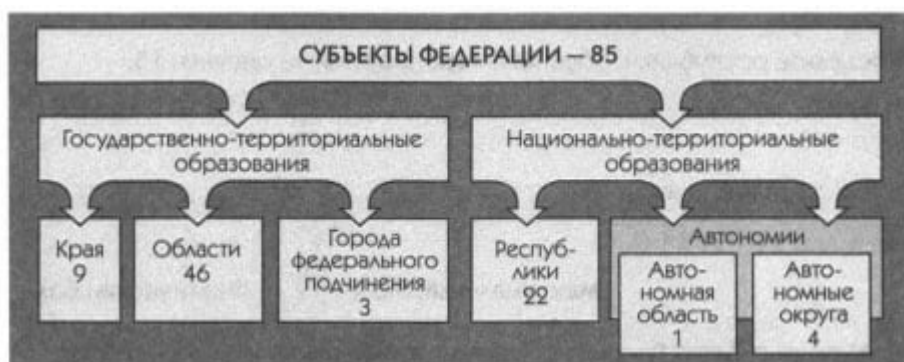 СУБЪЕКТЫ ФЕДЕРАЦИИ — 85
Государственно-территориальные
образования
Национально-территориальные
образования
Края
9
Области
46
Города
федерального
подчинения
3
Респуб-
лики
22
Автономии
Авто-
номная
область
1
Авто-
номные
округа
4